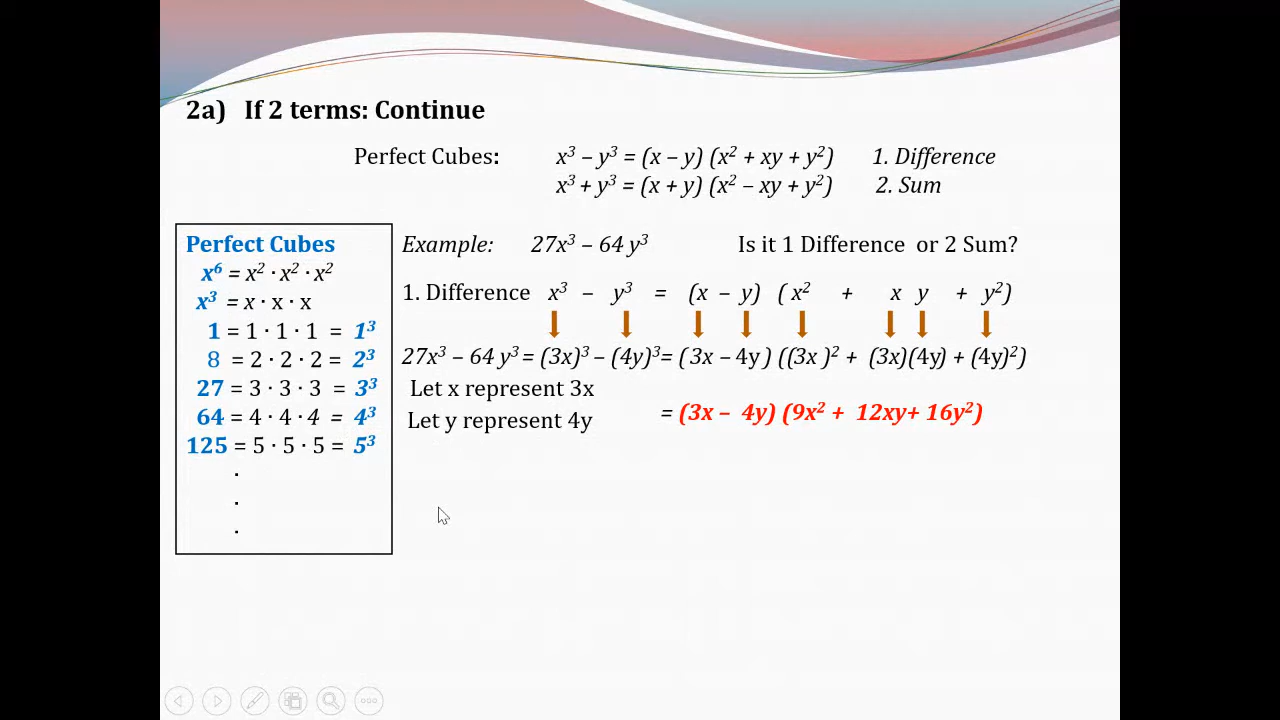 2a) If 2 terms: Continue
Perfect Cubes: x³ – y³ = (x – y) (x² + xy + y²) 1. Difference
x³ + y³ = (x + y) (x² – xy + y²) 2. Sum
Perfect Cubes
x⁶ = x² · x² · x²
x³ = x · x · x
1 = 1 · 1 · 1 = 1³
8 = 2 · 2 · 2 = 2³
27 = 3 · 3 · 3 = 3³
64 = 4 · 4 · 4 = 4³
125 = 5 · 5 · 5 = 5³
.
.
.
Example: 27x³ – 64 y³ Is it 1 Difference or 2 Sum?
1. Difference x³ – y³ = (x – y) ( x² + x y + y²)
27x³ – 64 y³ = (3x)³ – (4y)³= ( 3x – 4y ) ((3x )² + (3x)(4y) + (4y)²)
Let x represent 3x
Let y represent 4y
= (3x – 4y) (9x² + 12xy+ 16y²)